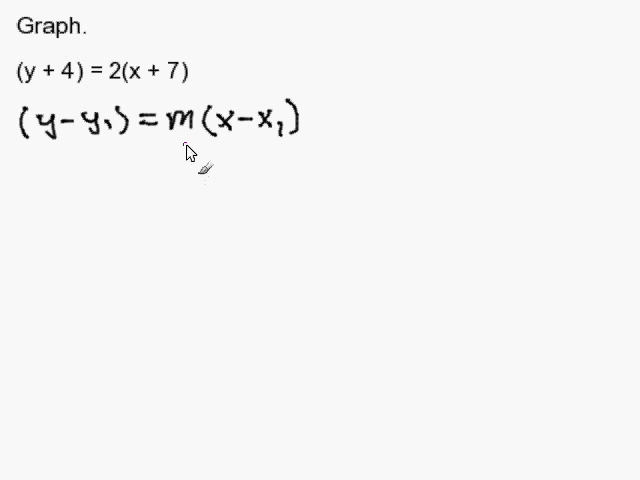 Graph.
(y + 4) = 2(x + 7)
(y - y₁) = m(x - x₁)